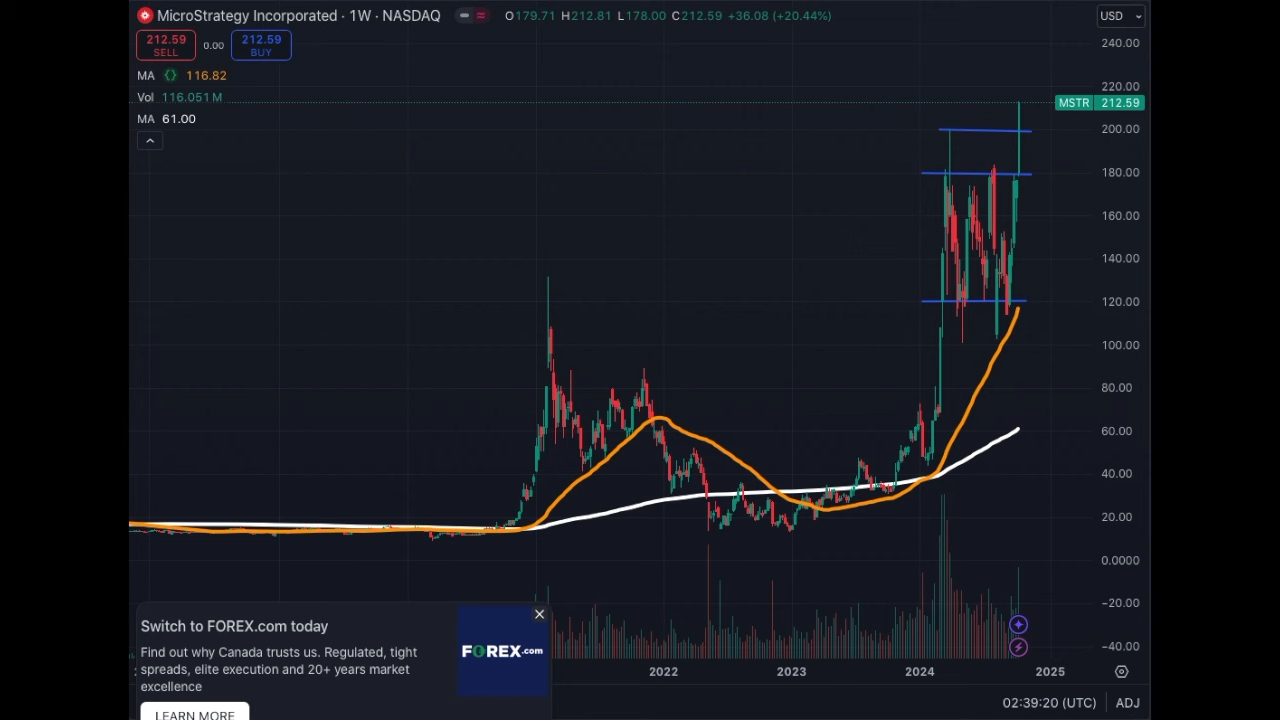 MicroStrategy Incorporated · 1W · NASDAQ
O179.71 H212.81 L178.00 C212.59 +36.08 (+20.44%)
USD
212.59
SELL
0.00
212.59
BUY
MA 116.82
Vol 116.051 M
MA 61.00
240.00
220.00
MSTR 212.59
200.00
180.00
160.00
140.00
120.00
100.00
80.00
60.00
40.00
20.00
0.0000
−20.00
−40.00
Switch to FOREX.com today
Find out why Canada trusts us. Regulated, tight
spreads, elite execution and 20+ years market
excellence
LEARN MORE
FOREX.com
2022
2023
2024
2025
02:39:20 (UTC)
ADJ